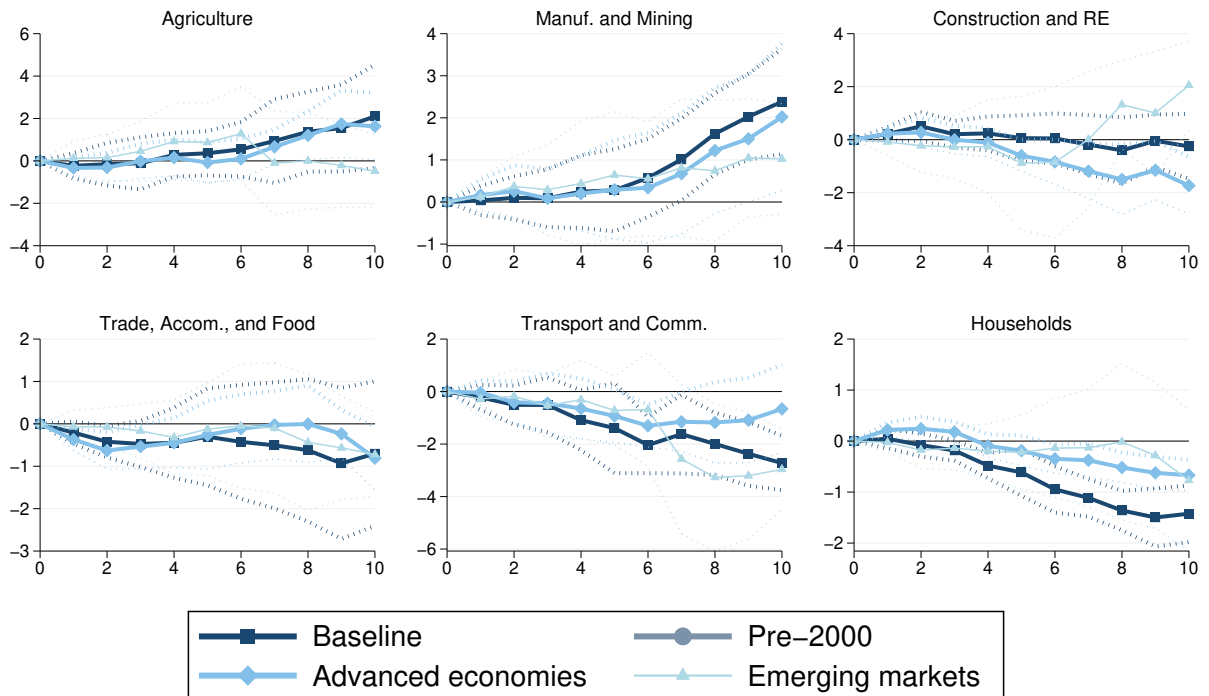 Agriculture Manuf. and Mining Construction and RE
6 4 4
4 3 2
2 2 0
0 1 −2
−2 0 −4
−4 −1
0 2 4 6 8 10 0 2 4 6 8 10 0 2 4 6 8 10
Trade, Accom., and Food Transport and Comm. Households
2 2 2
1 0 1
0 −2 0
−1 −4 −1
−2 −6 −2
−3
0 2 4 6 8 10 0 2 4 6 8 10 0 2 4 6 8 10
Baseline Pre−2000
Advanced economies Emerging markets